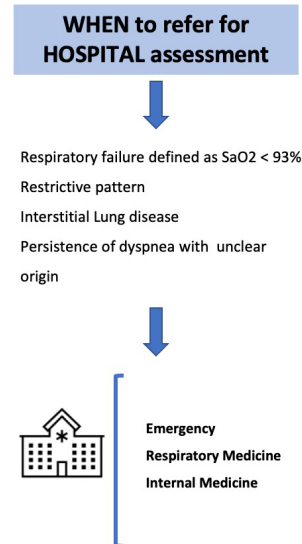 WHEN to refer for
HOSPITAL assessment
Respiratory failure defined as SaO2 < 93%
Restrictive pattern
Interstitial Lung disease
Persistence of dyspnea with unclear
origin
Emergency
Respiratory Medicine
Internal Medicine